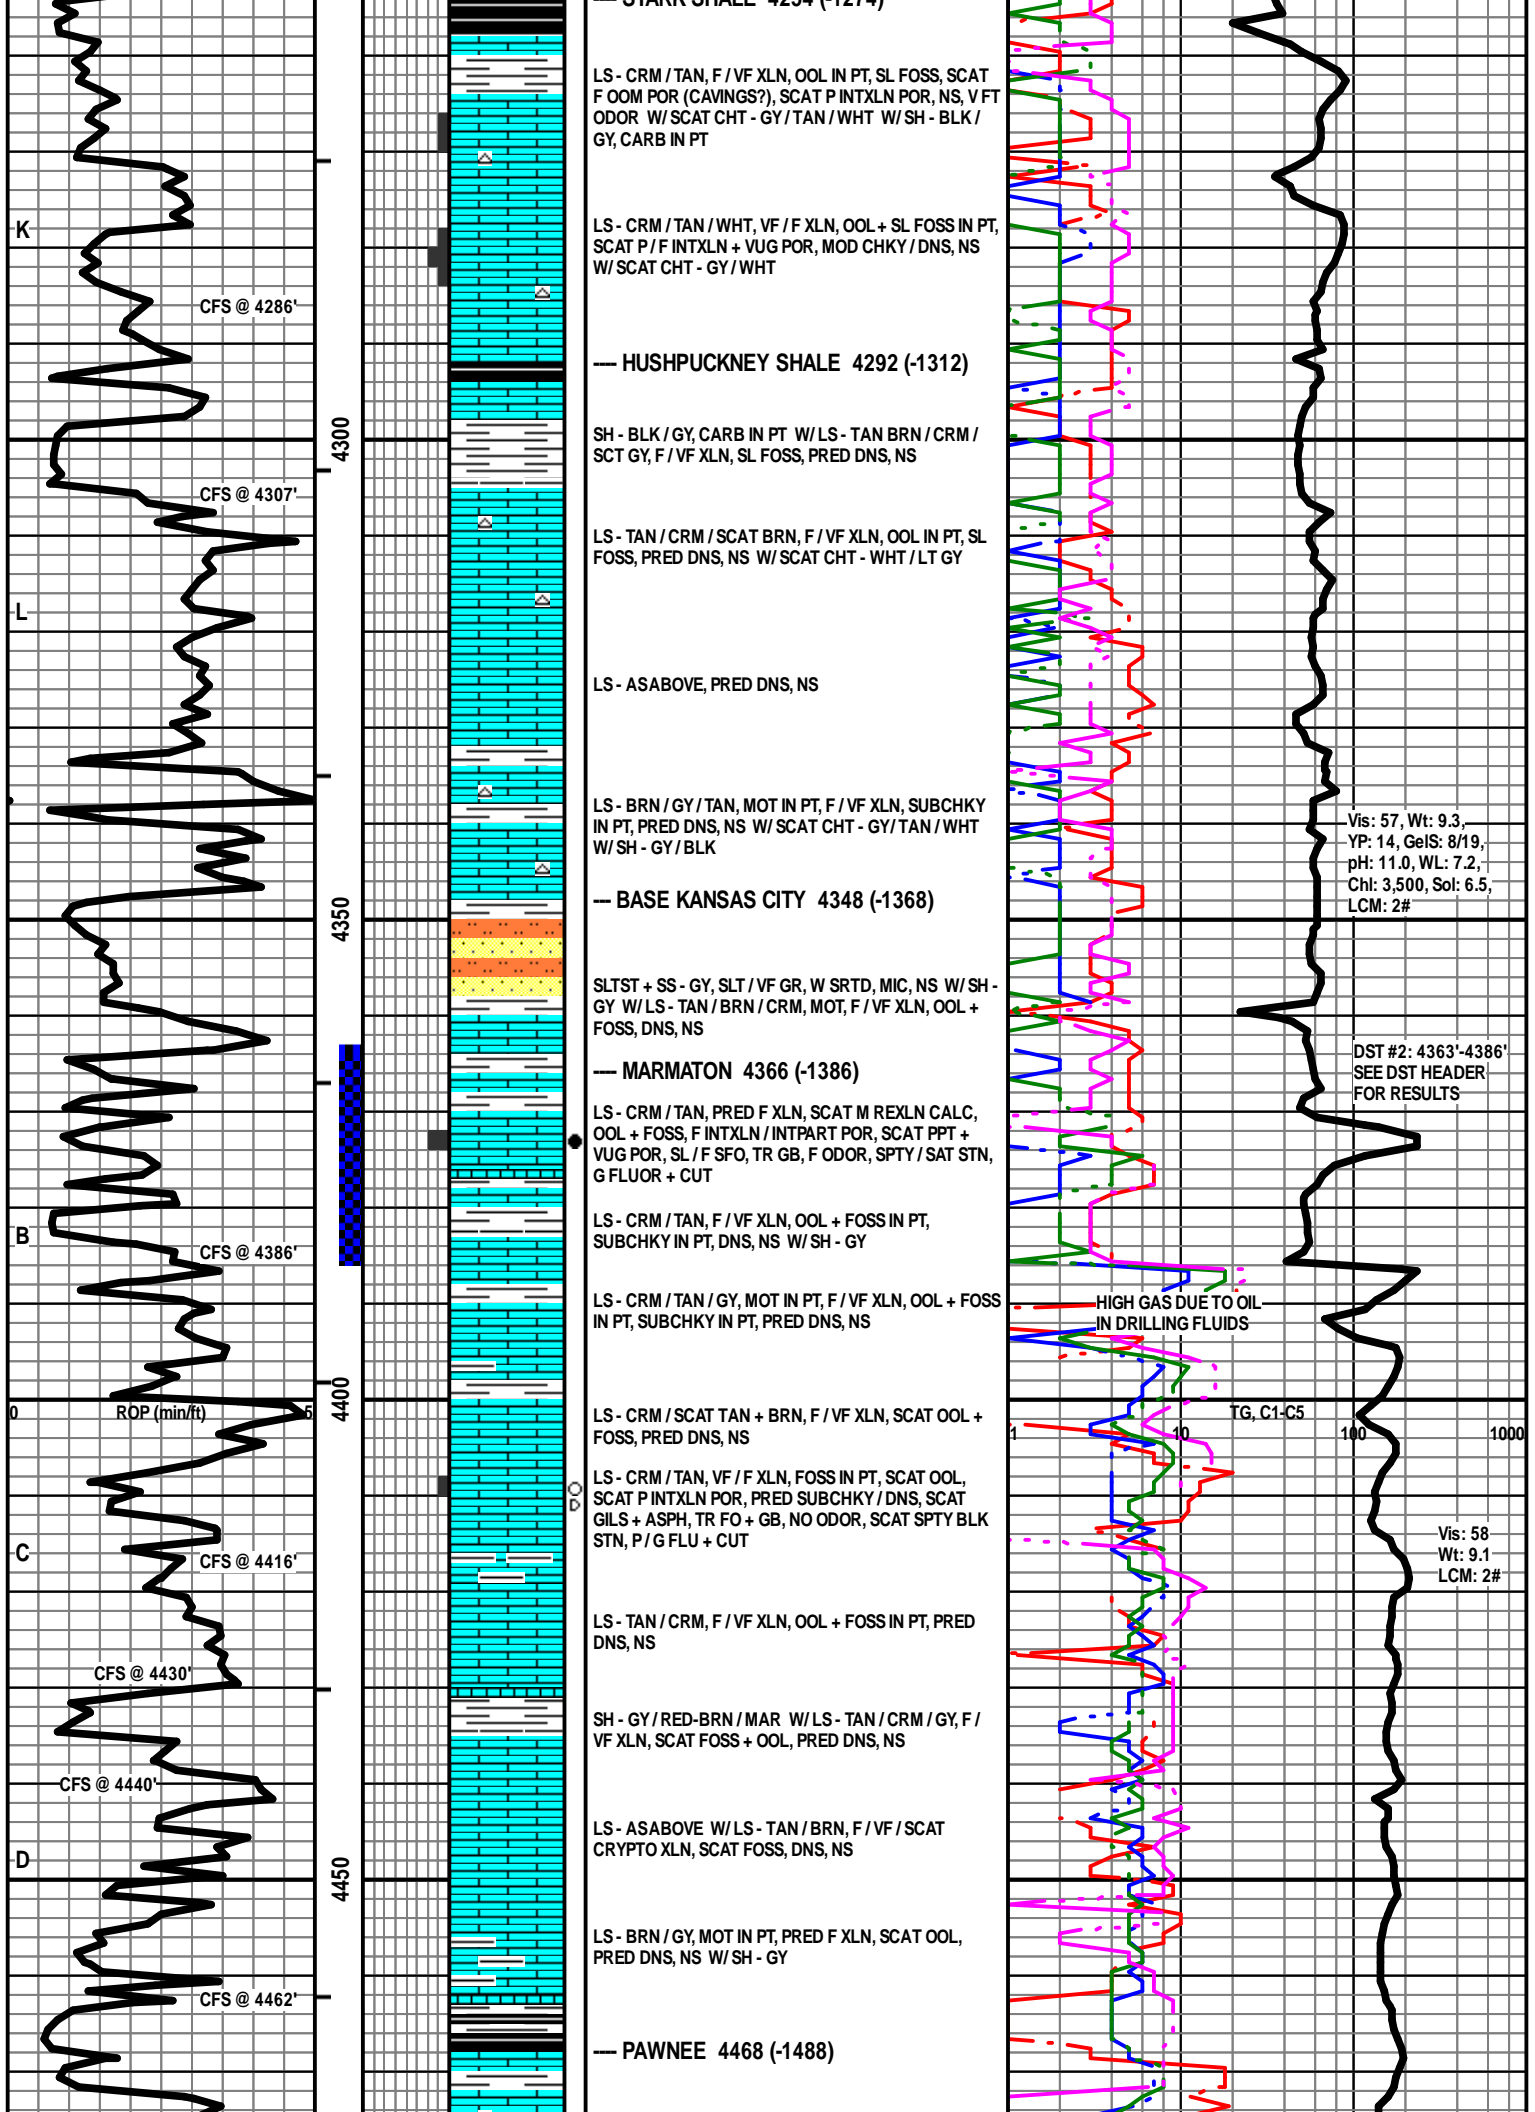 ---- STARK SHALE 4254 (-1274)
LS - CRM / TAN, F / VF XLN, OOL IN PT, SL FOSS, SCAT
F OOM POR (CAVINGS?), SCAT P INTXLN POR, NS, V FT
ODOR W/ SCAT CHT - GY / TAN / WHT W/ SH - BLK /
GY, CARB IN PT
K
LS - CRM / TAN / WHT, VF / F XLN, OOL + SL FOSS IN PT,
SCAT P / F INTXLN + VUG POR, MOD CHKY / DNS, NS
W/ SCAT CHT - GY / WHT
CFS @ 4286'
---- HUSHPUCKNEY SHALE 4292 (-1312)
4300
SH - BLK / GY, CARB IN PT W/ LS - TAN BRN / CRM /
SCT GY, F / VF XLN, SL FOSS, PRED DNS, NS
CFS @ 4307'
LS - TAN / CRM / SCAT BRN, F / VF XLN, OOL IN PT, SL
FOSS, PRED DNS, NS W/ SCAT CHT - WHT / LT GY
L
LS - ASABOVE, PRED DNS, NS
LS - BRN / GY / TAN, MOT IN PT, F / VF XLN, SUBCHKY
IN PT, PRED DNS, NS W/ SCAT CHT - GY / TAN / WHT
W/ SH - GY / BLK
Vis: 57, Wt: 9.3,
YP: 14, GelS: 8/19,
pH: 11.0, WL: 7.2,
Chl: 3,500, Sol: 6.5,
LCM: 2#
--- BASE KANSAS CITY 4348 (-1368)
4350
SLTST + SS - GY, SLT / VF GR, W SRTD, MIC, NS W/ SH -
GY W/ LS - TAN / BRN / CRM, MOT, F / VF XLN, OOL +
FOSS, DNS, NS
DST #2: 4363'-4386'
SEE DST HEADER
FOR RESULTS
---- MARMATON 4366 (-1386)
LS - CRM / TAN, PRED F XLN, SCAT M REXLN CALC,
OOL + FOSS, F INTXLN / INTPART POR, SCAT PPT +
VUG POR, SL / F SFO, TR GB, F ODOR, SPTY / SAT STN,
G FLUOR + CUT
B
LS - CRM / TAN, F / VF XLN, OOL + FOSS IN PT,
SUBCHKY IN PT, DNS, NS W/ SH - GY
CFS @ 4386'
LS - CRM / TAN / GY, MOT IN PT, F / VF XLN, OOL + FOSS
IN PT, SUBCHKY IN PT, PRED DNS, NS
HIGH GAS DUE TO OIL
IN DRILLING FLUIDS
4400
0 ROP (min/ft) 5
TG, C1-C5
1 10 100 1000
LS - CRM / SCAT TAN + BRN, F / VF XLN, SCAT OOL +
FOSS, PRED DNS, NS
LS - CRM / TAN, VF / F XLN, FOSS IN PT, SCAT OOL,
SCAT P INTXLN POR, PRED SUBCHKY / DNS, SCAT
GILS + ASPH, TR FO + GB, NO ODOR, SCAT SPTY BLK
STN, P / G FLU + CUT
D
Vis: 58
Wt: 9.1
LCM: 2#
C
CFS @ 4416'
LS - TAN / CRM, F / VF XLN, OOL + FOSS IN PT, PRED
DNS, NS
CFS @ 4430'
SH - GY / RED-BRN / MAR W/ LS - TAN / CRM / GY, F /
VF XLN, SCAT FOSS + OOL, PRED DNS, NS
CFS @ 4440'
LS - ASABOVE W/ LS - TAN / BRN, F / VF / SCAT
CRYPTO XLN, SCAT FOSS, DNS, NS
D
4450
LS - BRN / GY, MOT IN PT, PRED F XLN, SCAT OOL,
PRED DNS, NS W/ SH - GY
CFS @ 4462'
---- PAWNEE 4468 (-1488)